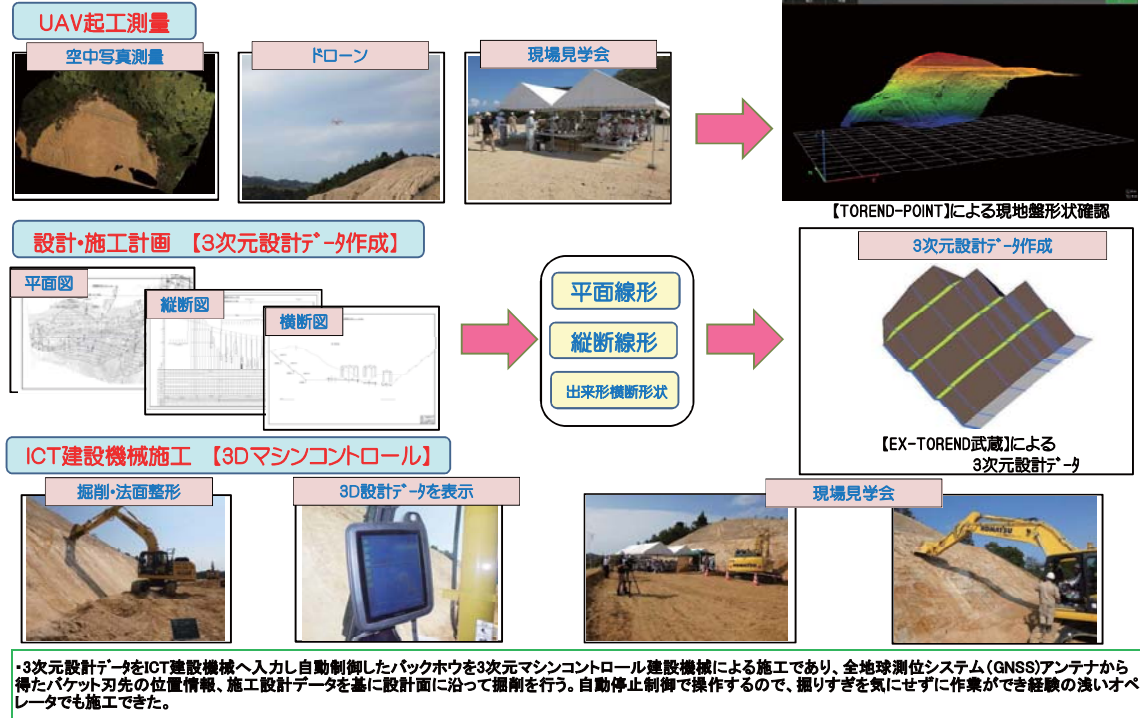 UAV起工測量
空中写真測量
ドローン
現場見学会
【TOREND-POINT】による現地盤形状確認
設計・施工計画 【3次元設計データ作成】
平面図
縦断図
横断図
平面線形
縦断線形
出来形横断形状
3次元設計データ作成
【EX-TOREND武蔵】による
3次元設計データ
ICT建設機械施工 【3Dマシンコントロール】
掘削・法面整形
3D設計データを表示
現場見学会
KOMATSU
・3次元設計データをICT建設機械へ入力し自動制御したバックホウを3次元マシンコントロール建設機械による施工であり、全地球測位システム(GNSS)アンテナから
得たバケット刃先の位置情報、施工設計データを基に設計面に沿って掘削を行う。自動停止制御で操作するので、掘りすぎを気にせずに作業ができ経験の浅いオペ
レータでも施工できた。